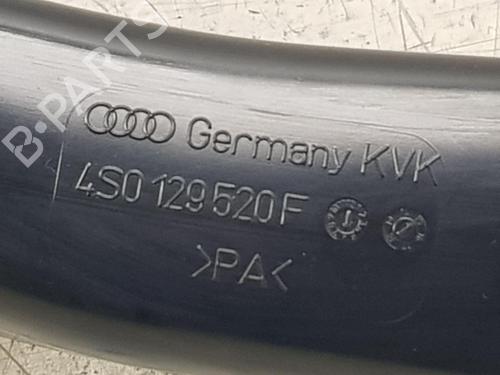 B·PARTS
Germany KVK
4S0 129 520 F
>PA<